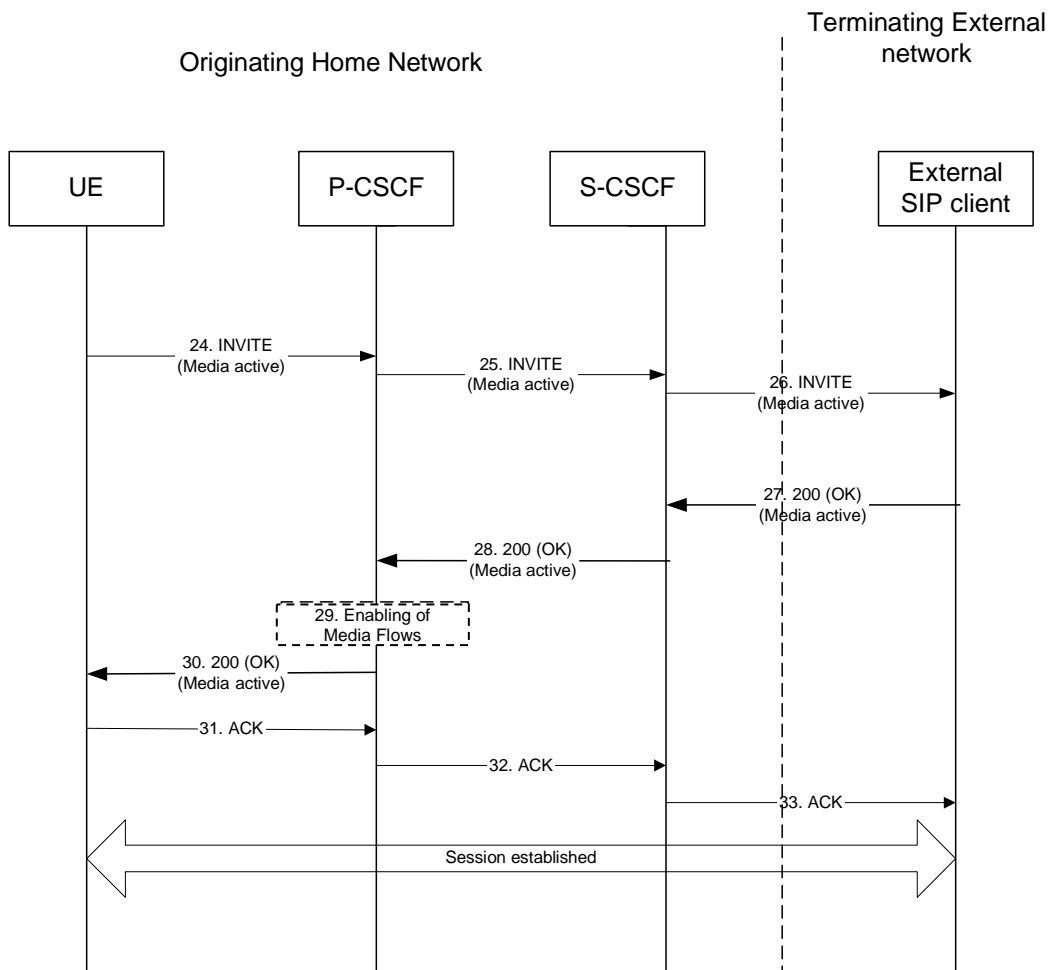 Terminating External
network
Originating Home Network
UE
P-CSCF
S-CSCF
External
SIP client
24. INVITE
(Media active)
25. INVITE
(Media active)
26. INVITE
(Media active)
27. 200 (OK)
(Media active)
28. 200 (OK)
(Media active)
29. Enabling of
Media Flows
30. 200 (OK)
(Media active)
31. ACK
32. ACK
33. ACK
Session established